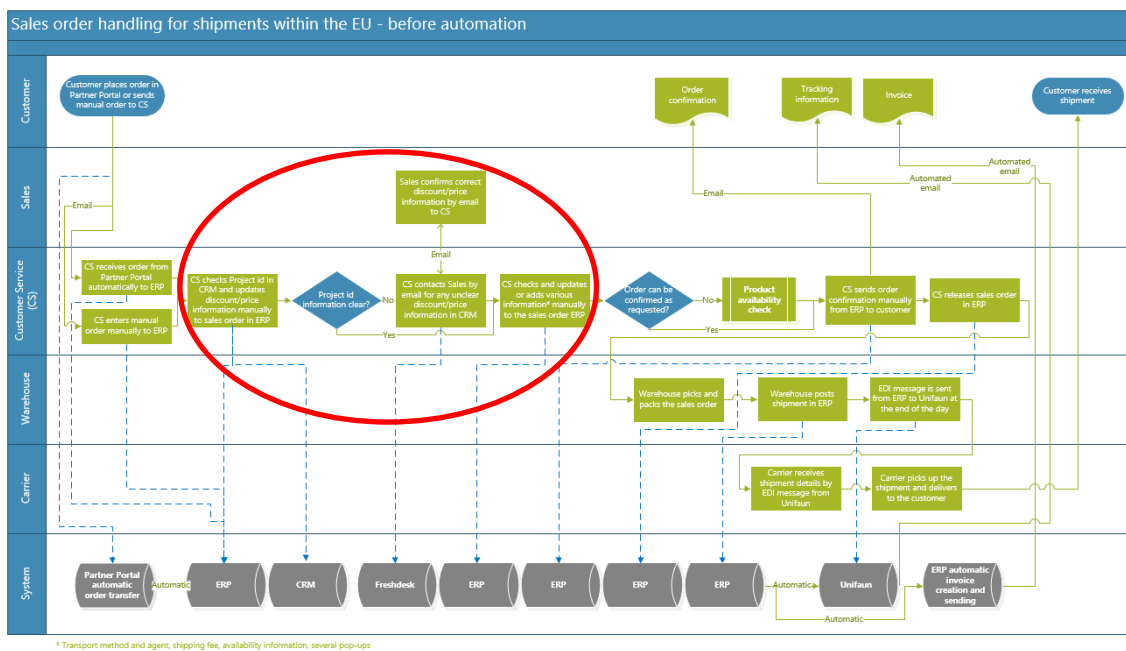 Sales order handling for shipments within the EU - before automation
Customer
Customer places order in
Partner Portal or sends
manual order to CS
Order
confirmation
Tracking
information
Invoice
Customer receives
shipment
Sales
Email
Sales confirms correct
discount/price
information by email
to CS
Email
Email
Automated
email
Automated
email
Customer Service
(CS)
CS receives order from
Partner Portal
automatically to ERP
CS enters manual
order manually to ERP
CS checks Project id in
CRM and updates
discount/price
information manually
to sales order in ERP
Project id
information clear?
No
Yes
CS contacts Sales by
email for any unclear
discount/price
information in CRM
CS checks and updates
or adds various
information* manually
to the sales order ERP
Order can be
confirmed as
requested?
No
Yes
Product
availability
check
CS sends order
confirmation manually
from ERP to customer
CS releases sales order
in ERP
Warehouse
Warehouse picks and
packs the sales order
Warehouse posts
shipment in ERP
EDI message is sent
from ERP to Unifaun at
the end of the day
Carrier
Carrier receives
shipment details by
EDI message from
Unifaun
Carrier picks up the
shipment and delivers
to the customer
System
Partner Portal
automatic
order transfer
Automatic
ERP
CRM
Freshdesk
ERP
ERP
ERP
ERP
Automatic
Automatic
Unifaun
ERP automatic
invoice
creation and
sending
* Transport method and agent, shipping fee, availability information, several pop-ups